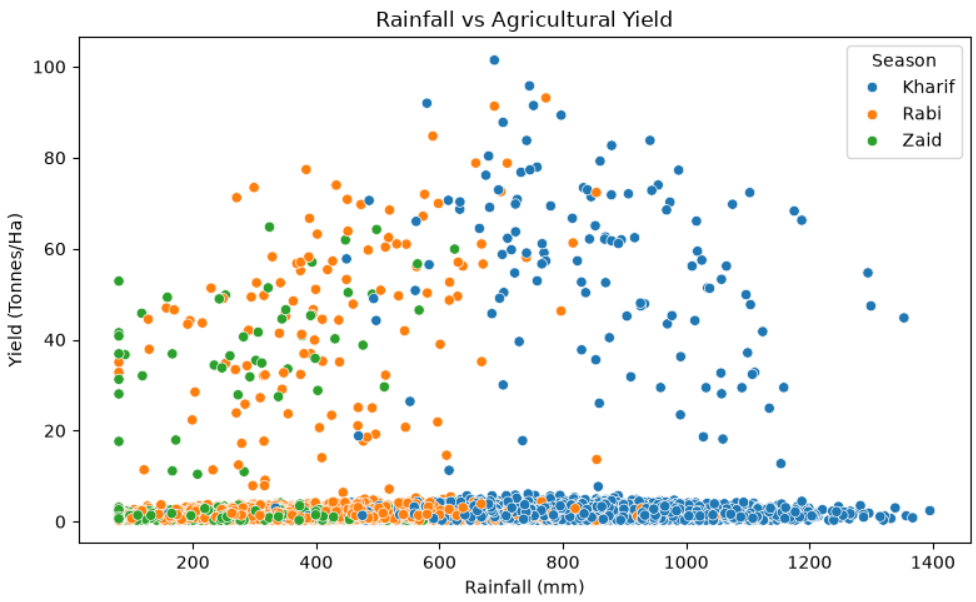 Rainfall vs Agricultural Yield
Season
Kharif
Rabi
Zaid
Yield (Tonnes/Ha)
100
80
60
40
20
0
200 400 600 800 1000 1200 1400
Rainfall (mm)